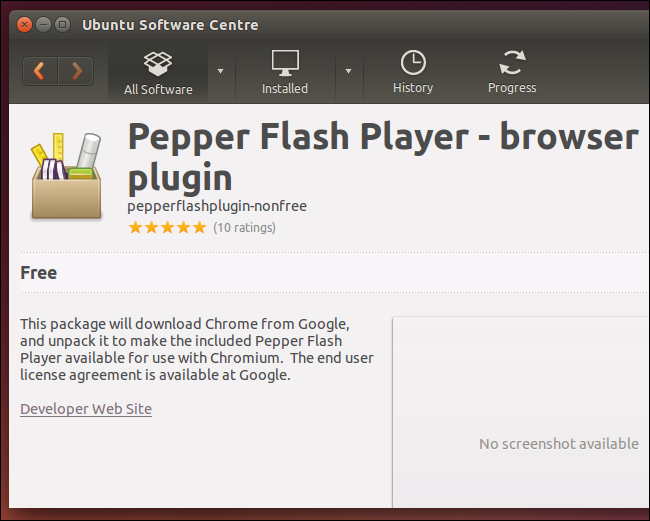 Ubuntu Software Centre
All Software
Installed
History
Progress
Pepper Flash Player - browser
plugin
pepperflashplugin-nonfree
(10 ratings)
Free
This package will download Chrome from Google,
and unpack it to make the included Pepper Flash
Player available for use with Chromium.  The end user
license agreement is available at Google.
Developer Web Site
No screenshot available